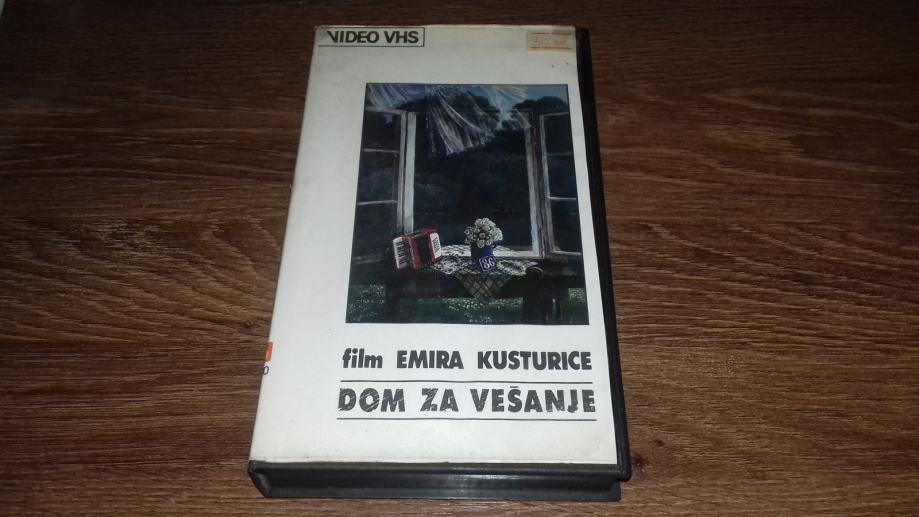 VIDEO VHS
film EMIRA KUSTURICE
DOM ZA VEŠANJE